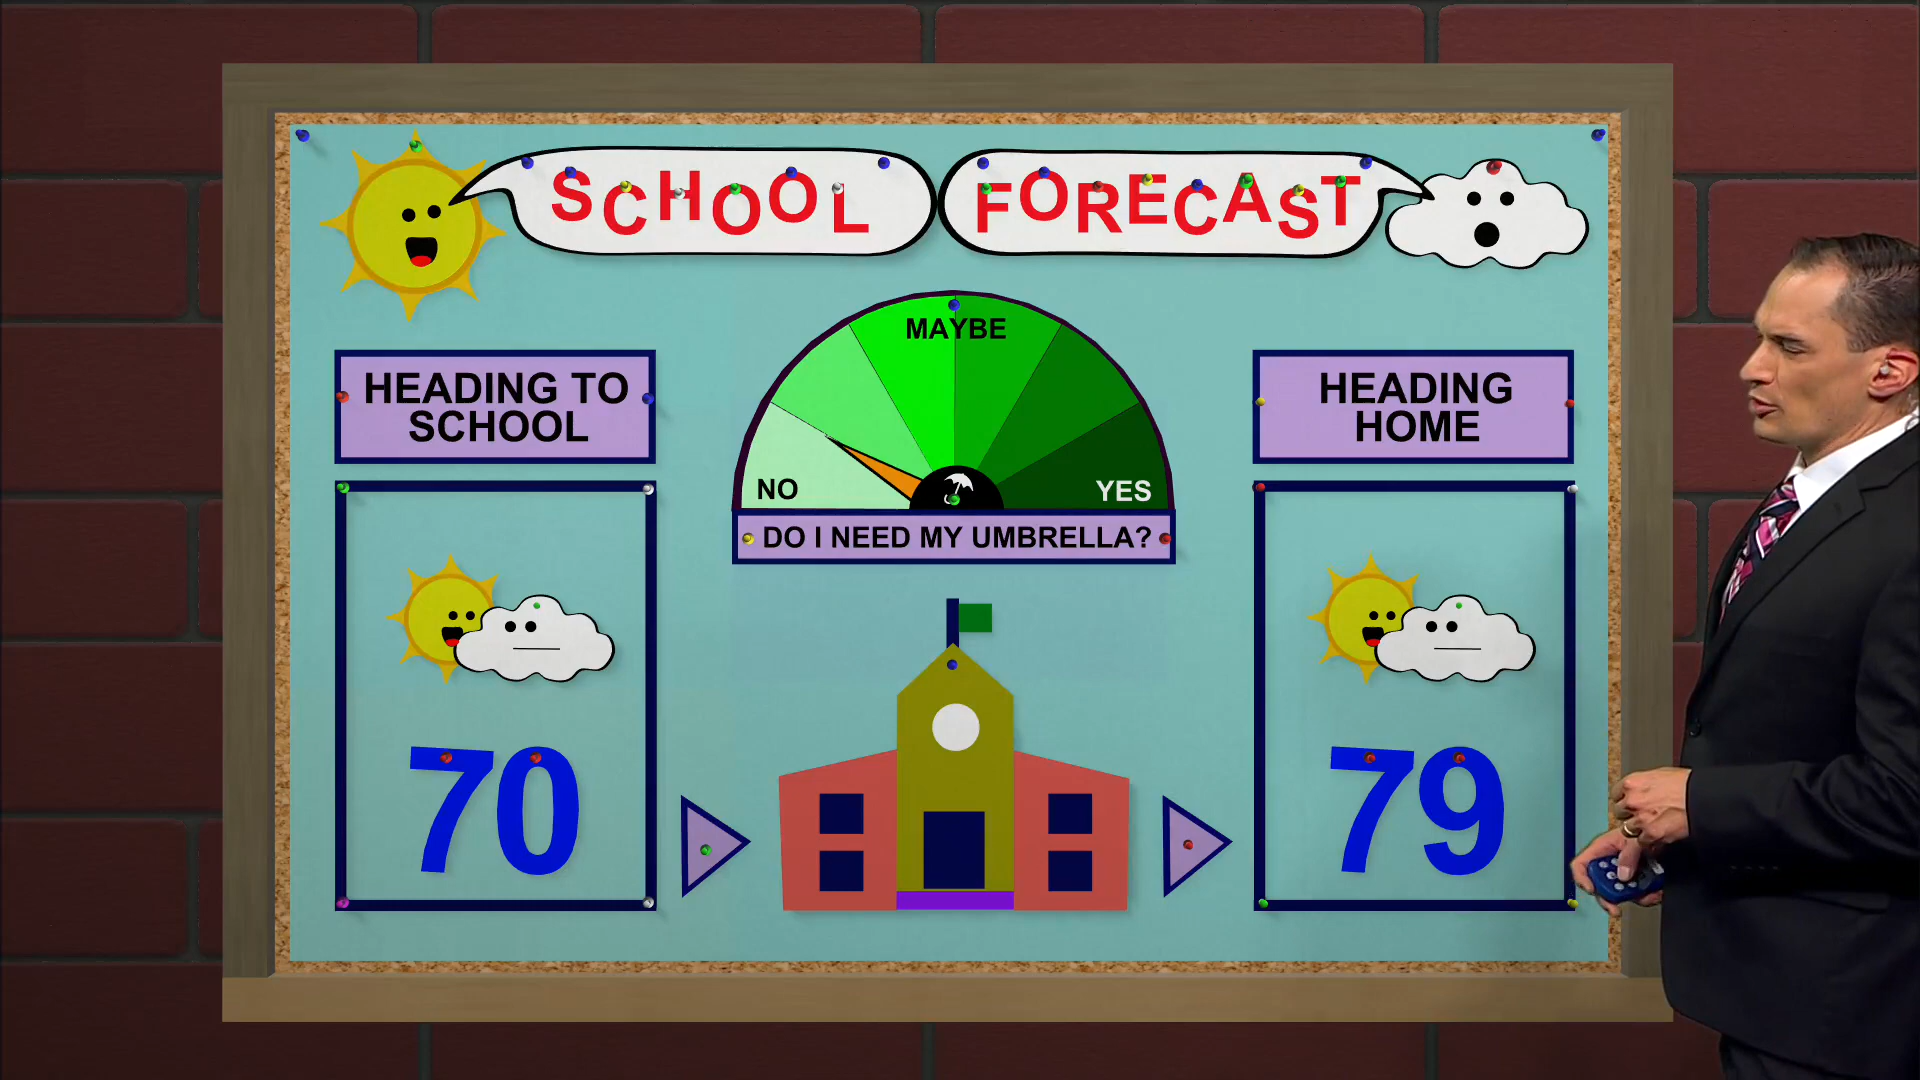 SCHOOL FORECAST
HEADING TO
SCHOOL
MAYBE
NO
YES
DO I NEED MY UMBRELLA?
HEADING
HOME
70
79